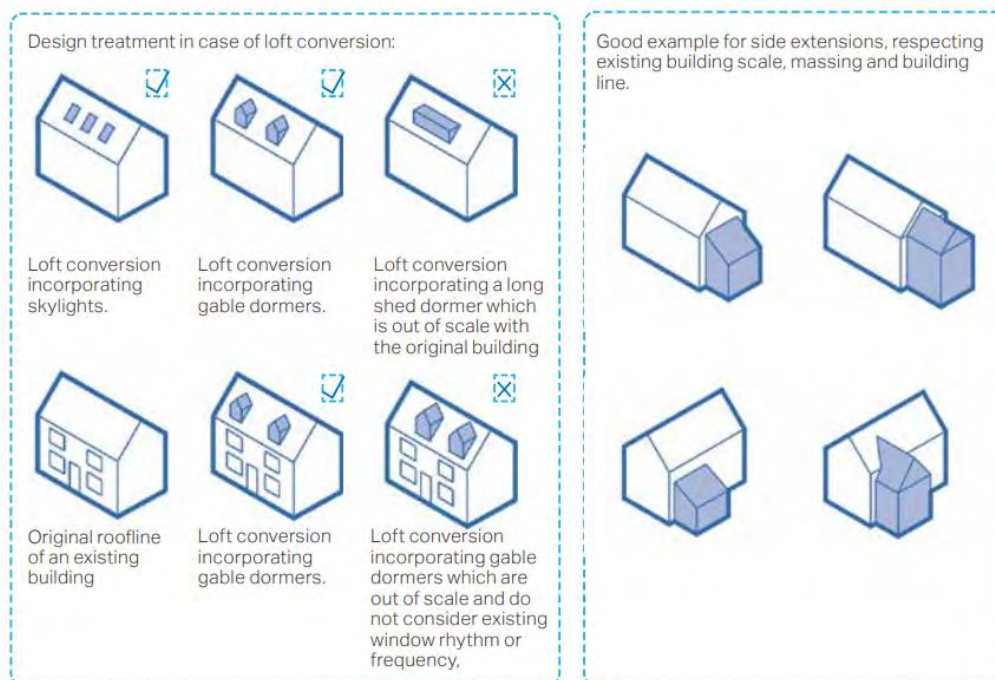 Design treatment in case of loft conversion:
Loft conversion
incorporating
skylights.
Loft conversion
incorporating
gable dormers.
Loft conversion
incorporating a long
shed dormer which
is out of scale with
the original building
Original roofline
of an existing
building
Loft conversion
incorporating
gable dormers.
Loft conversion
incorporating gable
dormers which are
out of scale and do
not consider existing
window rhythm or
frequency,
Good example for side extensions, respecting
existing building scale, massing and building
line.